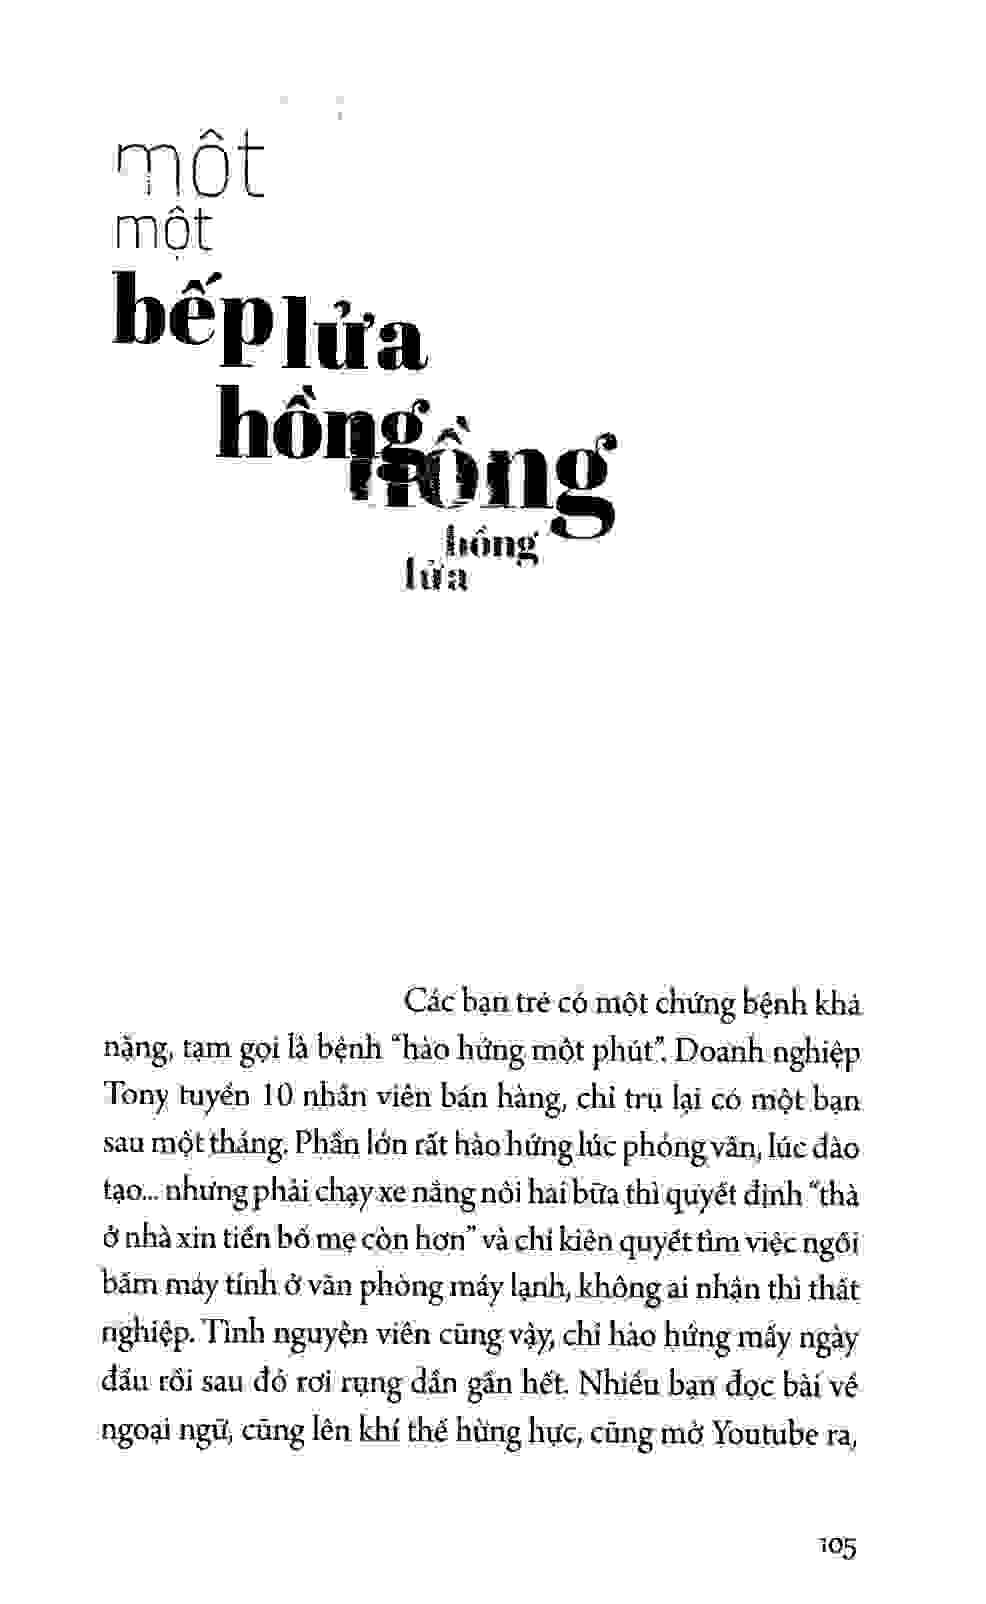 một
một
bếp lửa
hồng
hồng
hồng
lửa
Các bạn trẻ có một chứng bệnh khá
nặng, tạm gọi là bệnh “hào hứng một phút”. Doanh nghiệp
Tony tuyển 10 nhân viên bán hàng, chỉ trụ lại có một bạn
sau một tháng. Phần lớn rất hào hứng lúc phỏng vấn, lúc đào
tạo... nhưng phải chạy xe nắng nôi hai bữa thì quyết định “thà
ở nhà xin tiền bố mẹ còn hơn” và chỉ kiên quyết tìm việc ngồi
bấm máy tính ở văn phòng máy lạnh, không ai nhận thì thất
nghiệp. Tình nguyện viên cũng vậy, chỉ hào hứng mấy ngày
đầu rồi sau đó rơi rụng dần gần hết. Nhiều bạn đọc bài về
ngoại ngữ, cũng lên khí thế hừng hực, cũng mở Youtube ra,
105